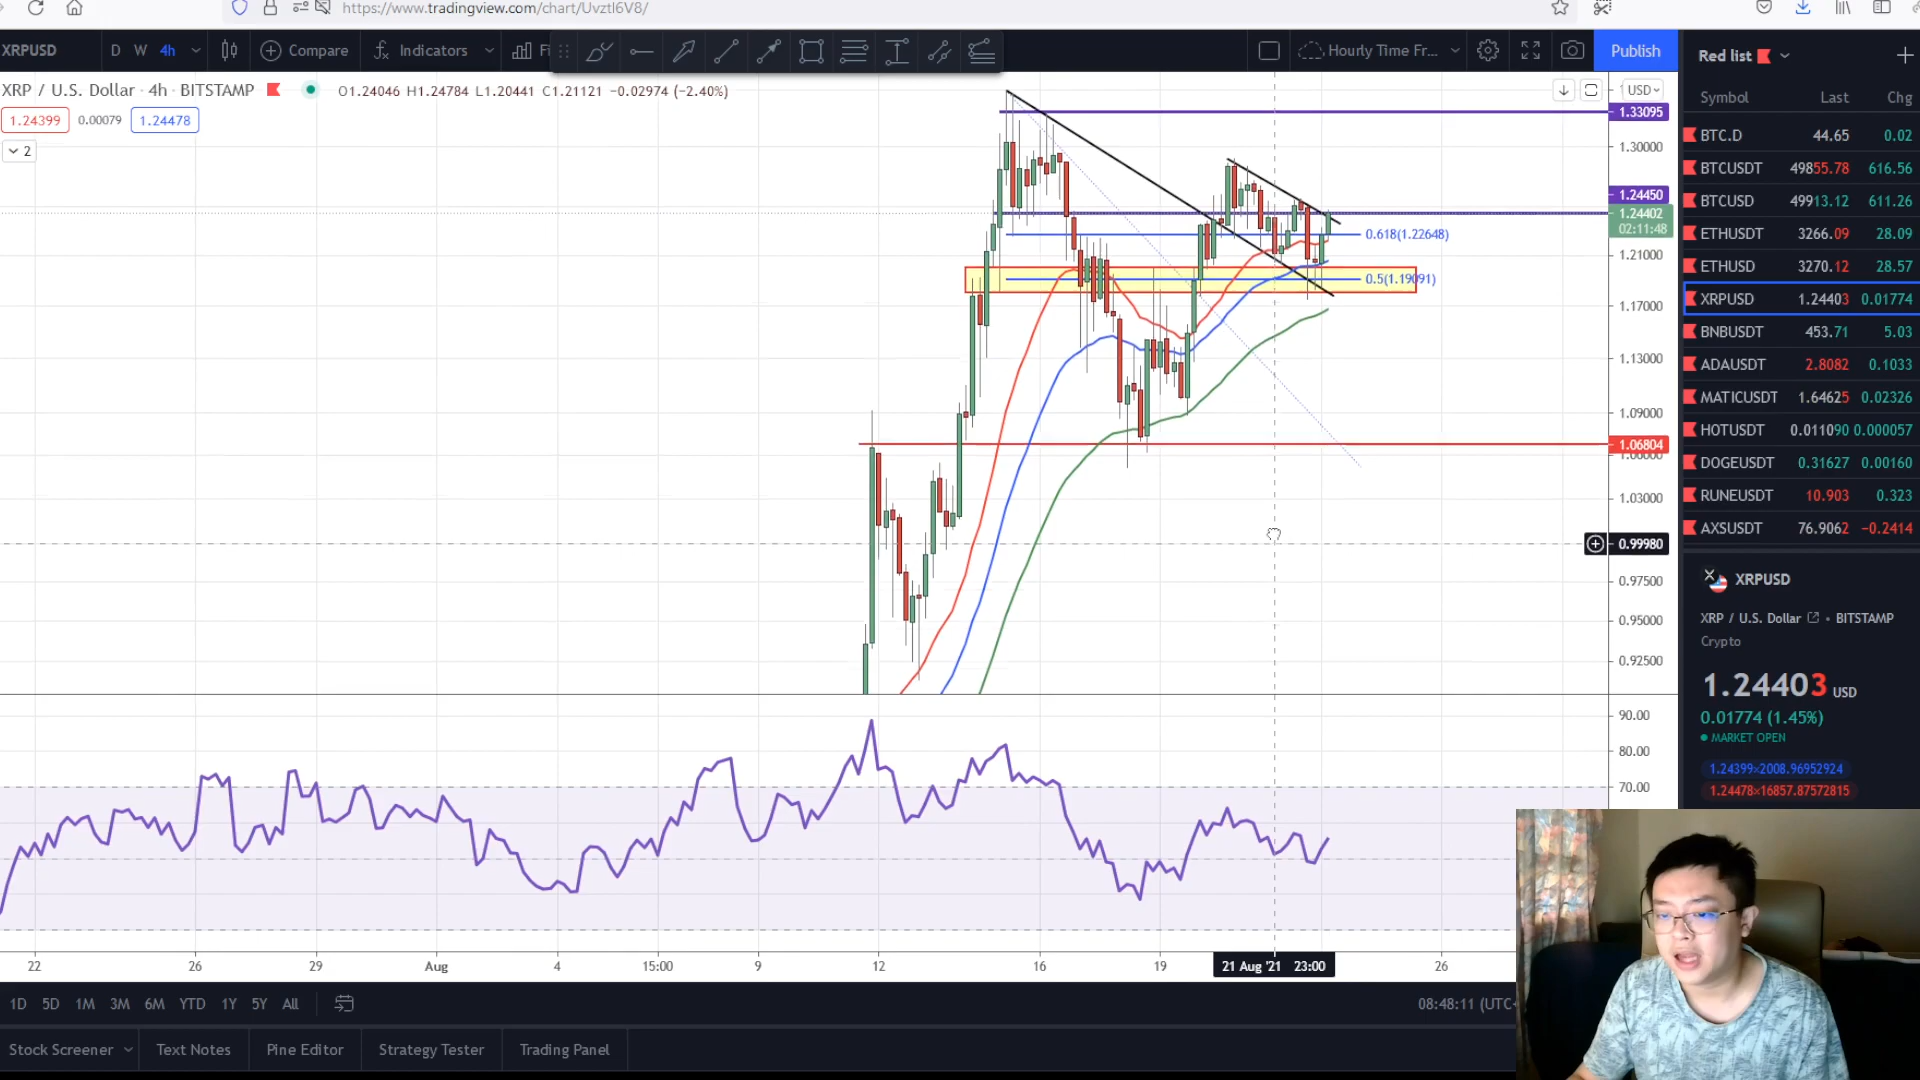 https://www.tradingview.com/chart/Uvztl6V8/
XRPUSD D W 4h Compare Indicators Hourly Time Fr... Publish
XRP / U.S. Dollar · 4h · BITSTAMP O1.24046 H1.24784 L1.20441 C1.21121 −0.02974 (−2.40%)
1.24399 0.00079 1.24478
2
USD
1.33095
1.30000
1.24450
1.24402
02:11:48
0.618(1.22648)
1.21000
0.5(1.19091)
1.17000
1.13000
1.09000
1.06804
1.03000
0.99980
0.97500
0.95000
0.92500
90.00
80.00
70.00
22 26 29 Aug 4 15:00 9 12 16 19 21 Aug '21 23:00 26
1D 5D 1M 3M 6M YTD 1Y 5Y All 08:48:11 (UTC+
Stock Screener Text Notes Pine Editor Strategy Tester Trading Panel
Red list
Symbol Last Chg
BTC.D 44.65 0.02
BTCUSDT 49855.78 616.56
BTCUSD 49913.12 611.26
ETHUSDT 3266.09 28.09
ETHUSD 3270.12 28.57
XRPUSD 1.24403 0.01774
BNBUSDT 453.71 5.03
ADAUSDT 2.8082 0.1033
MATICUSDT 1.64625 0.02326
HOTUSDT 0.011090 0.000057
DOGEUSDT 0.31627 0.00160
RUNEUSDT 10.903 0.323
AXSUSDT 76.9062 −0.2414
XRPUSD
XRP / U.S. Dollar • BITSTAMP
Crypto
1.24403 USD
0.01774 (1.45%)
MARKET OPEN
1.24399×2008.96952924
1.24478×16857.87572815